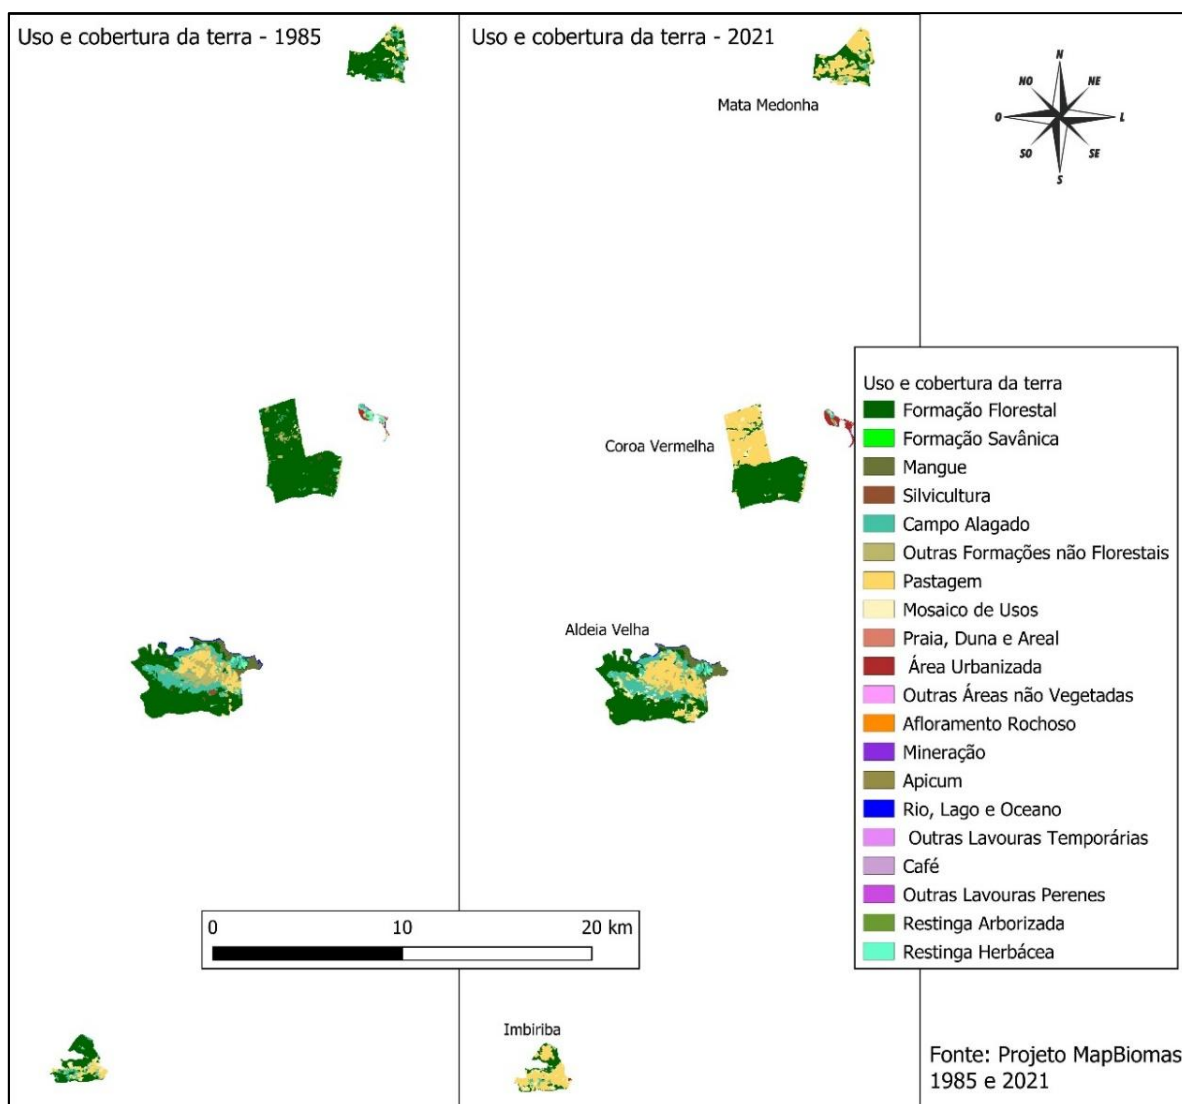 Uso e cobertura da terra - 1985
Uso e cobertura da terra - 2021
Mata Medonha
N
NO
NE
O
L
SO
SE
S
Coroa Vermelha
Aldeia Velha
Imbiriba
Uso e cobertura da terra
Formação Florestal
Formação Savânica
Mangue
Silvicultura
Campo Alagado
Outras Formações não Florestais
Pastagem
Mosaico de Usos
Praia, Duna e Areal
Área Urbanizada
Outras Áreas não Vegetadas
Afloramento Rochoso
Mineração
Apicum
Rio, Lago e Oceano
Outras Lavouras Temporárias
Café
Outras Lavouras Perenes
Restinga Arborizada
Restinga Herbácea
0 10 20 km
Fonte: Projeto MapBiomas
1985 e 2021